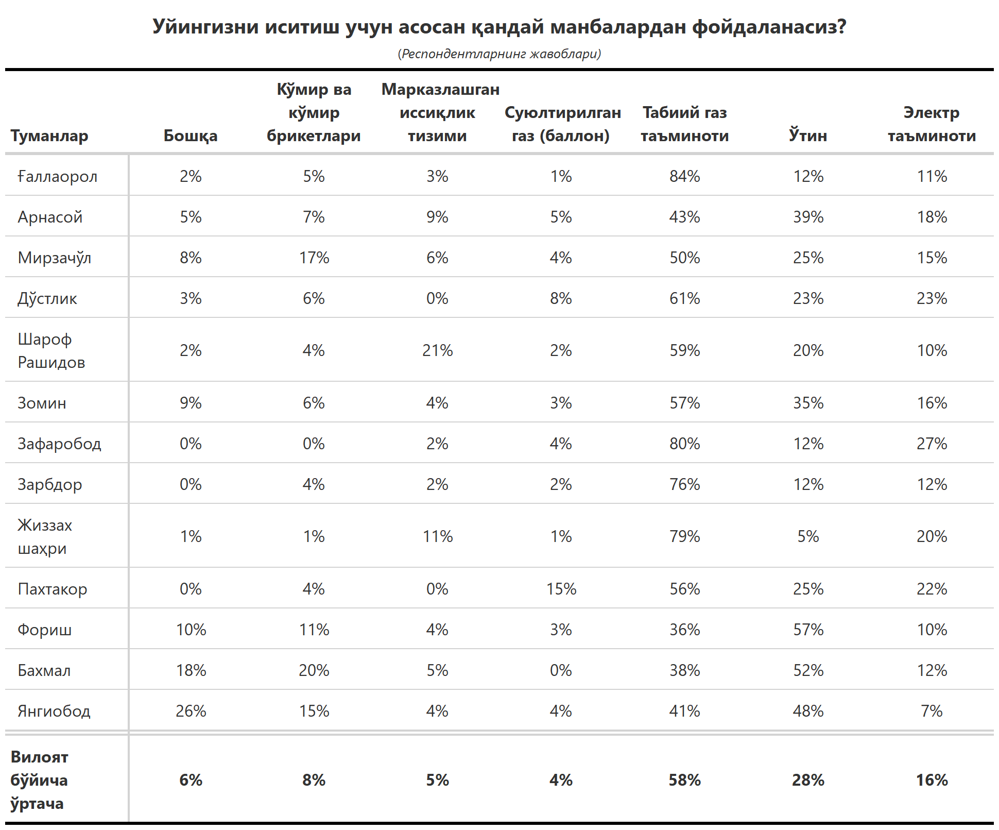 Уйингизни иситиш учун асосан қандай манбалардан фойдаланасиз?
(Респондентларнинг жавоблари)
Туманлар Бошқа Кўмир ва кўмир брикетлари Марказлашган иссиқлик тизими Суюлтирилган газ (баллон) Табиий газ таъминоти Ўтин Электр таъминоти
Ғаллаорол 2% 5% 3% 1% 84% 12% 11%
Арнасой 5% 7% 9% 5% 43% 39% 18%
Мирзачўл 8% 17% 6% 4% 50% 25% 15%
Дўстлик 3% 6% 0% 8% 61% 23% 23%
Шароф Рашидов 2% 4% 21% 2% 59% 20% 10%
Зомин 9% 6% 4% 3% 57% 35% 16%
Зафаробод 0% 0% 2% 4% 80% 12% 27%
Зарбдор 0% 4% 2% 2% 76% 12% 12%
Жиззах шаҳри 1% 1% 11% 1% 79% 5% 20%
Пахтакор 0% 4% 0% 15% 56% 25% 22%
Фориш 10% 11% 4% 3% 36% 57% 10%
Бахмал 18% 20% 5% 0% 38% 52% 12%
Янгиобод 26% 15% 4% 4% 41% 48% 7%
Вилоят бўйича ўртача 6% 8% 5% 4% 58% 28% 16%